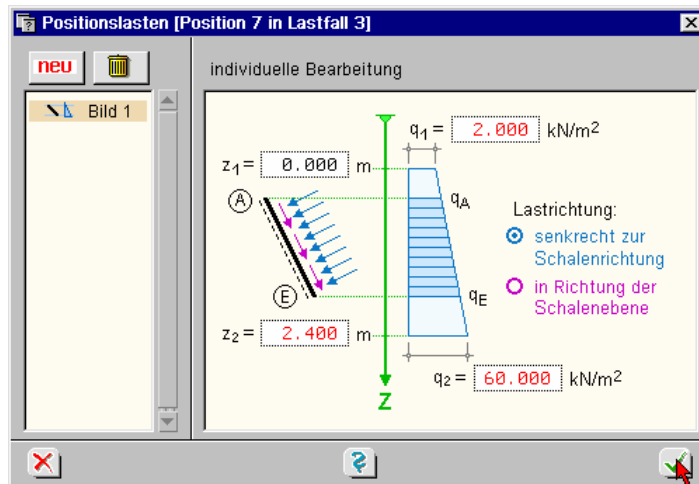 Positionslasten [Position 7 in Lastfall 3]
neu
individuelle Bearbeitung
Bild 1
q1 = 2.000 kN/m²
z1 = 0.000 m
A
qA
Lastrichtung:
senkrecht zur
Schalenrichtung
in Richtung der
Schalenebene
E
qE
z2 = 2.400 m
q2 = 60.000 kN/m²
Z